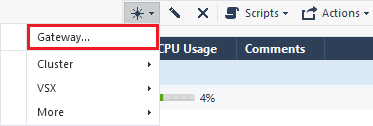 Scripts Actions
Gateway...
CPU Usage Comments
Cluster
VSX
4%
More